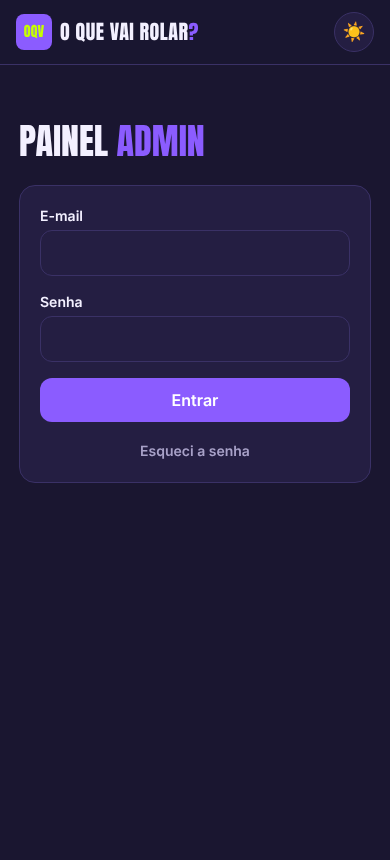 OQV O QUE VAI ROLAR?
PAINEL ADMIN
E-mail
Senha
Entrar
Esqueci a senha